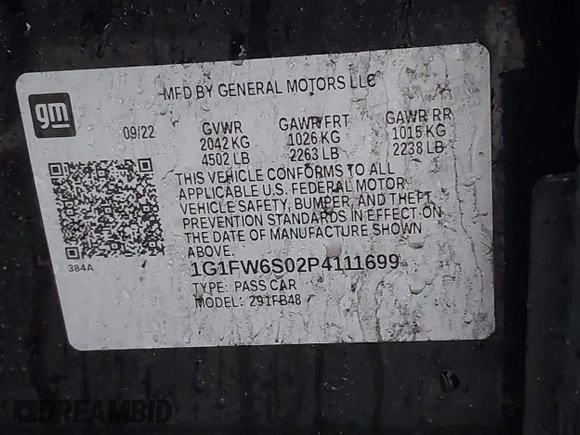 gm
MFD BY GENERAL MOTORS LLC
09/22 GVWR GAWR FRT GAWR RR
2042 KG 1026 KG 1015 KG
4502 LB 2263 LB 2238 LB
THIS VEHICLE CONFORMS TO ALL
APPLICABLE U.S. FEDERAL MOTOR
VEHICLE SAFETY, BUMPER, AND THEFT
PREVENTION STANDARDS IN EFFECT ON
THE DATE OF MANUFACTURE SHOWN
ABOVE.
384A
1G1FW6S02P4111699
TYPE: PASS CAR
MODEL: 291FB48
DREAMBID